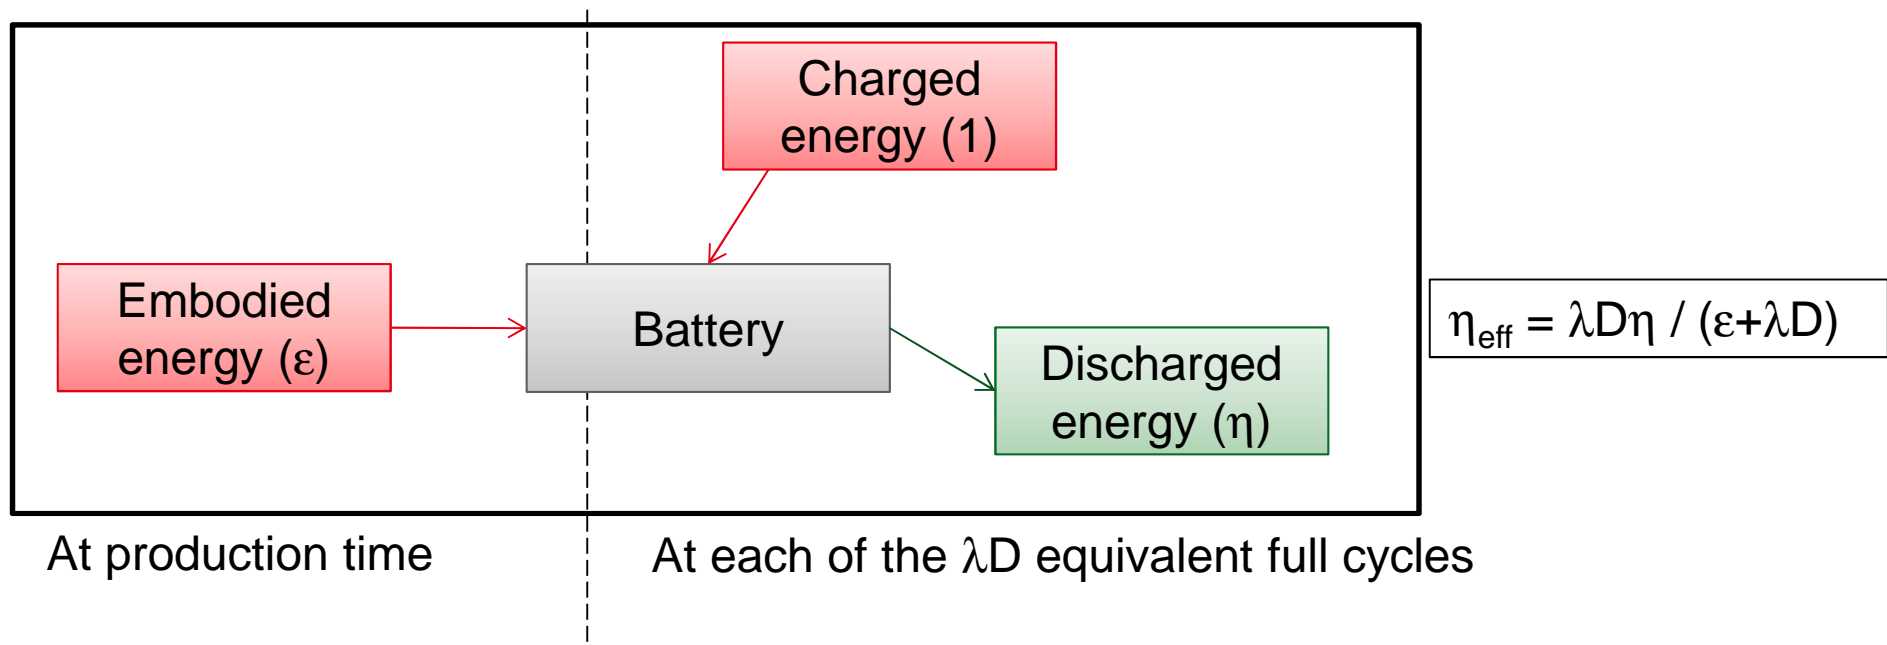 Charged
energy (1)
Embodied
energy (ε)
Battery
Discharged
energy (η)
η_eff = λDη / (ε+λD)
At production time
At each of the λD equivalent full cycles